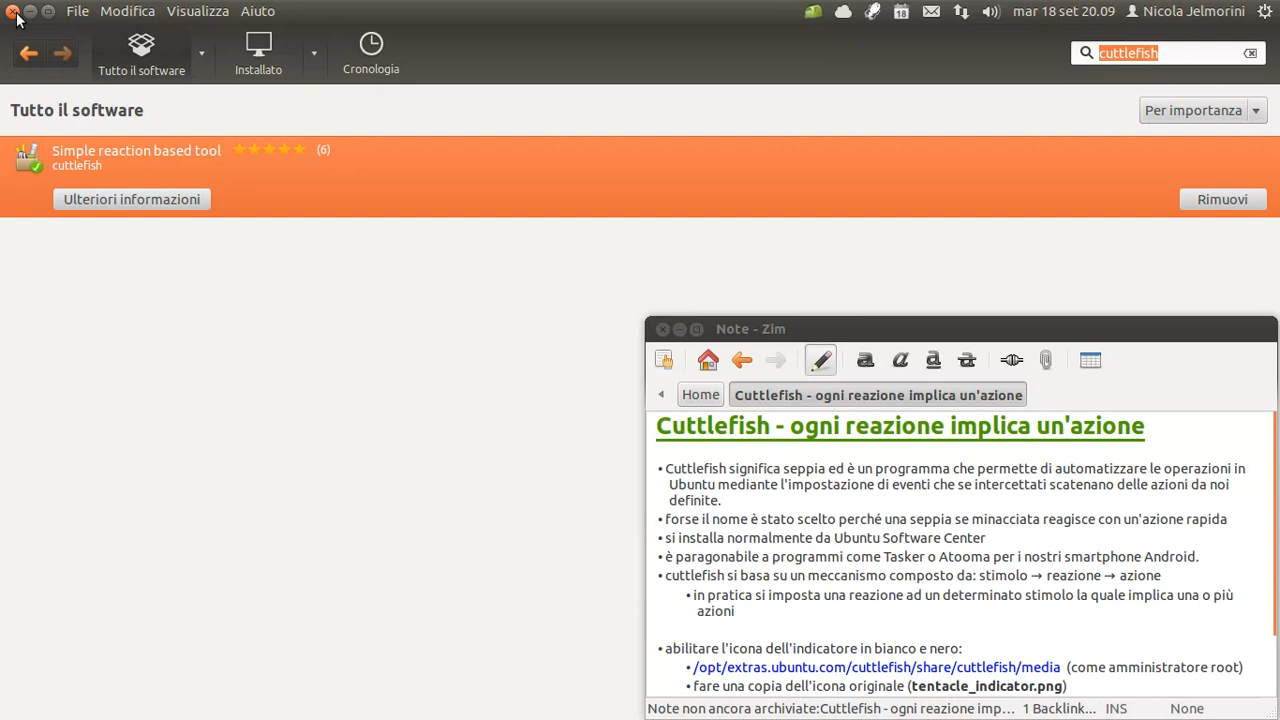 File Modifica Visualizza Aiuto
18 mar 18 set 20.09 Nicola Jelmorini
Tutto il software Installato Cronologia
cuttlefish
Tutto il software
Per importanza
Simple reaction based tool (6)
cuttlefish
Ulteriori informazioni
Rimuovi
Note - Zim
a a a a
Home Cuttlefish - ogni reazione implica un'azione
Cuttlefish - ogni reazione implica un'azione
• Cuttlefish significa seppia ed è un programma che permette di automatizzare le operazioni in
Ubuntu mediante l'impostazione di eventi che se intercettati scatenano delle azioni da noi
definite.
• forse il nome è stato scelto perché una seppia se minacciata reagisce con un'azione rapida
• si installa normalmente da Ubuntu Software Center
• è paragonabile a programmi come Tasker o Atooma per i nostri smartphone Android.
• cuttlefish si basa su un meccanismo composto da: stimolo → reazione → azione
• in pratica si imposta una reazione ad un determinato stimolo la quale implica una o più
azioni
• abilitare l'icona dell'indicatore in bianco e nero:
• /opt/extras.ubuntu.com/cuttlefish/share/cuttlefish/media (come amministratore root)
• fare una copia dell'icona originale (tentacle_indicator.png)
Note non ancora archiviate:Cuttlefish - ogni reazione imp... 1 Backlink... INS None